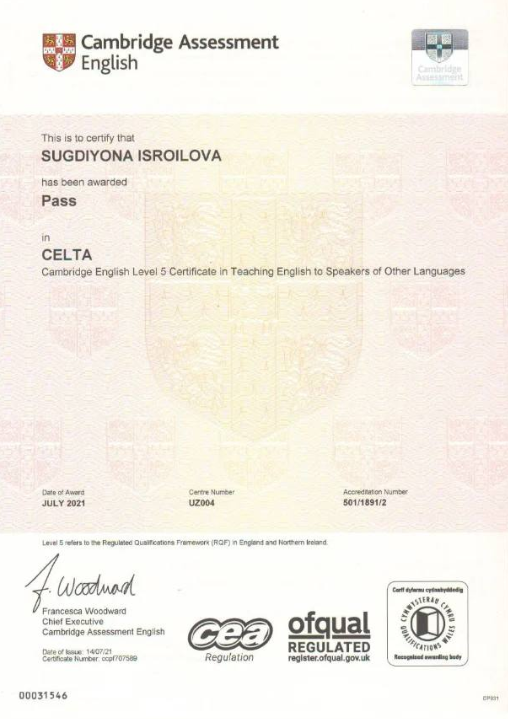 Cambridge Assessment
English
Cambridge
Assessment
This is to certify that
SUGDIYONA ISROILOVA
has been awarded
Pass
in
CELTA
Cambridge English Level 5 Certificate in Teaching English to Speakers of Other Languages
Date of Award
JULY 2021
Centre Number
UZ004
Accreditation Number
501/1891/2
Level 5 refers to the Regulated Qualifications Framework (RQF) in England and Northern Ireland.
F. Woodward
Francesca Woodward
Chief Executive
Cambridge Assessment English
Date of Issue: 14/07/21
Certificate Number: ccpf707589
cea
Regulation
ofqual
REGULATED
register.ofqual.gov.uk
Corff dyfarnu cydnabyddedig
CYMWYSTERAU CYMRU
QUALIFICATIONS WALES
Recognised awarding body
00031546